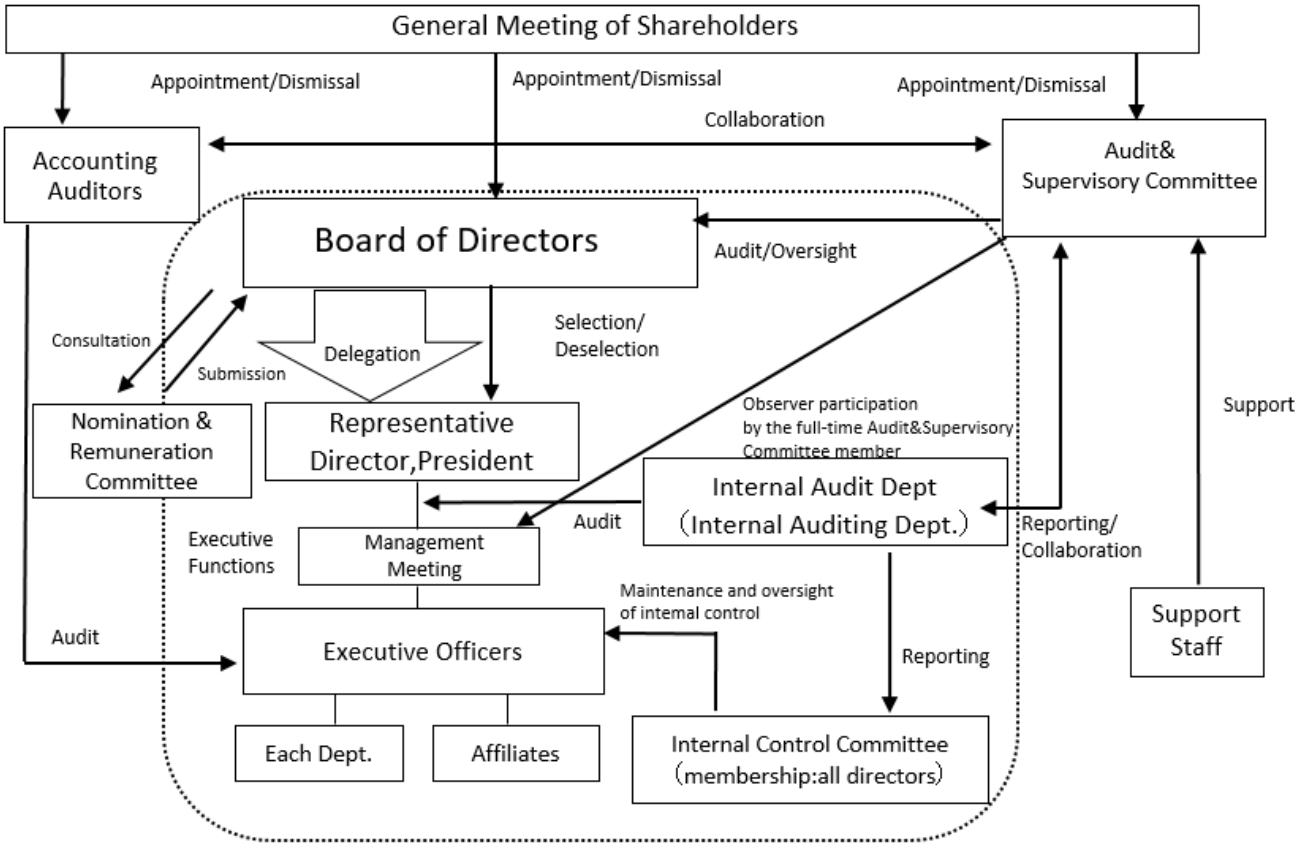 General Meeting of Shareholders
Appointment/Dismissal
Appointment/Dismissal
Appointment/Dismissal
Collaboration
Accounting
Auditors
Audit&
Supervisory Committee
Board of Directors
Audit/Oversight
Consultation
Submission
Delegation
Selection/
Deselection
Nomination &
Remuneration
Committee
Representative
Director,President
Observer participation
by the full-time Audit&Supervisory
Committee member
Support
Internal Audit Dept
(Internal Auditing Dept.)
Audit
Reporting/
Collaboration
Executive
Functions
Management
Meeting
Maintenance and oversight
of internal control
Support
Staff
Audit
Executive Officers
Reporting
Each Dept.
Affiliates
Internal Control Committee
(membership:all directors)